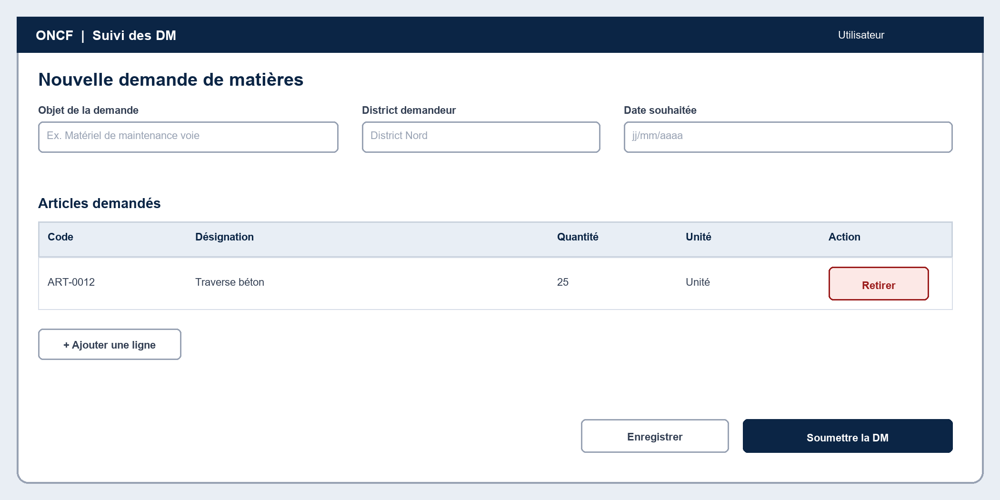 ONCF | Suivi des DM
Utilisateur
Nouvelle demande de matières
Objet de la demande
District demandeur
Date souhaitée
Ex. Matériel de maintenance voie
District Nord
jj/mm/aaaa
Articles demandés
Code Désignation Quantité Unité Action
ART-0012 Traverse béton 25 Unité Retirer
+ Ajouter une ligne
Enregistrer
Soumettre la DM